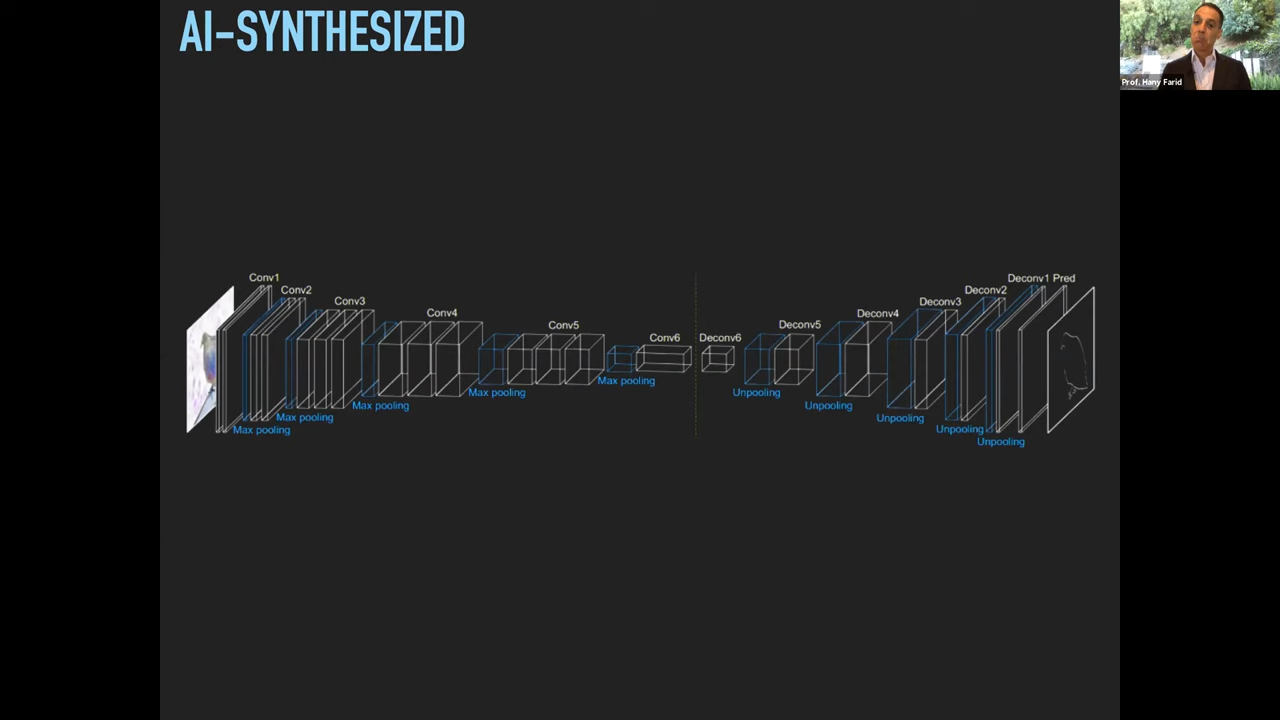 AI-SYNTHESIZED
Prof. Hany Farid
Conv1
Conv2
Conv3
Conv4
Conv5
Conv6
Deconv6
Deconv5
Deconv4
Deconv3
Deconv2
Deconv1 Pred
Max pooling
Max pooling
Max pooling
Max pooling
Max pooling
Unpooling
Unpooling
Unpooling
Unpooling
Unpooling